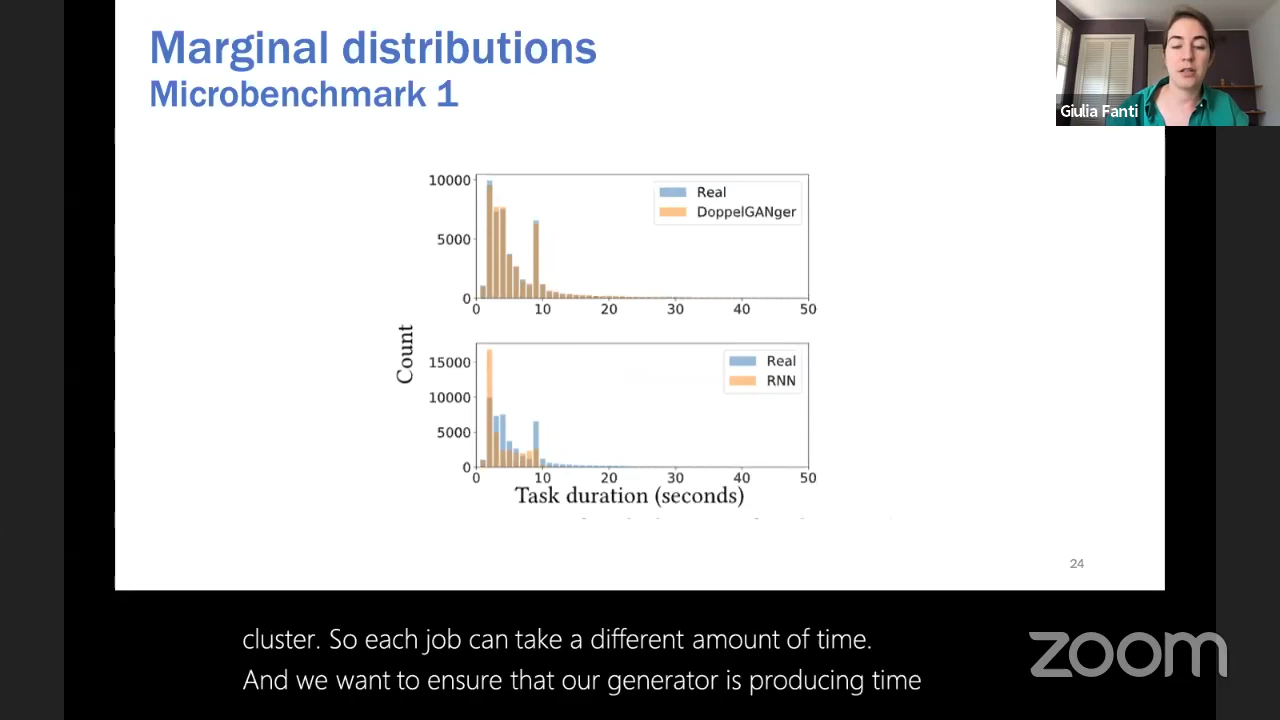 Marginal distributions
Microbenchmark 1
Giulia Fanti
10000
5000
0
0 10 20 30 40 50
Real
DoppelGANger
Count
15000
10000
5000
0
0 10 20 30 40 50
Real
RNN
Task duration (seconds)
24
cluster. So each job can take a different amount of time.
And we want to ensure that our generator is producing time
zoom